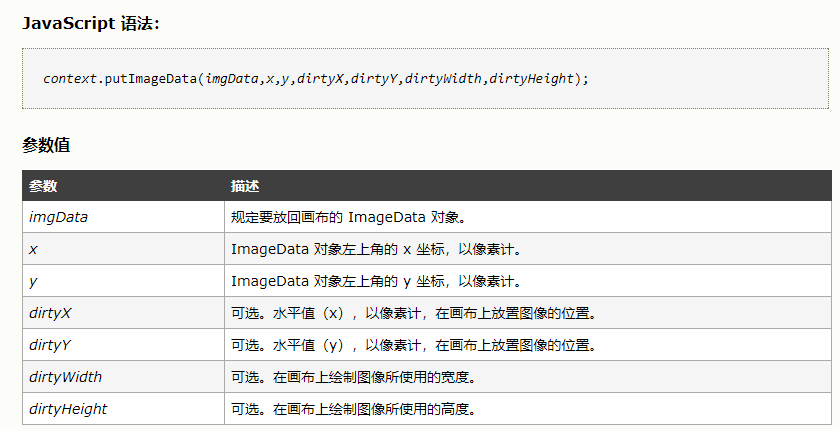 JavaScript 语法：
context.putImageData(imgData,x,y,dirtyX,dirtyY,dirtyWidth,dirtyHeight);
参数值
参数 描述
imgData 规定要放回画布的 ImageData 对象。
x ImageData 对象左上角的 x 坐标，以像素计。
y ImageData 对象左上角的 y 坐标，以像素计。
dirtyX 可选。水平值（x），以像素计，在画布上放置图像的位置。
dirtyY 可选。水平值（y），以像素计，在画布上放置图像的位置。
dirtyWidth 可选。在画布上绘制图像所使用的宽度。
dirtyHeight 可选。在画布上绘制图像所使用的高度。